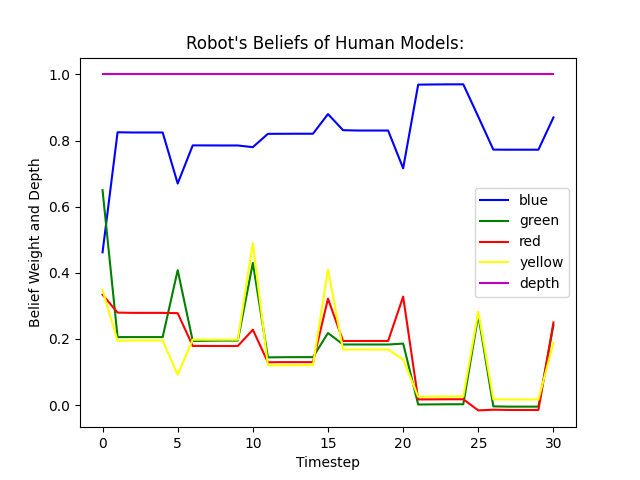 Robot's Beliefs of Human Models:
Belief Weight and Depth
1.0
0.8
0.6
0.4
0.2
0.0
blue
green
red
yellow
depth
0 5 10 15 20 25 30
Timestep